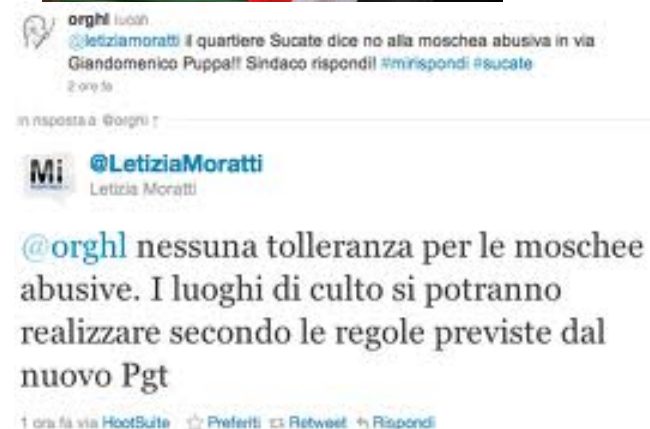 orghl lucah
@letiziamoratti il quartiere Sucate dice no alla moschea abusiva in via
Giandomenico Puppa!! Sindaco rispondi! #mirispondi #sucate
2 ore fa
in risposta a @orghl ↑
Mi
@LetiziaMoratti
Letizia Moratti
@orghl nessuna tolleranza per le moschee
abusive. I luoghi di culto si potranno
realizzare secondo le regole previste dal
nuovo Pgt
1 ora fa via HootSuite Preferiti Retweet Rispondi